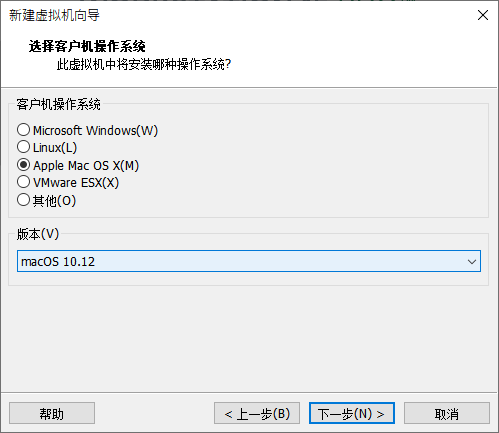 新建虚拟机向导
选择客户机操作系统
此虚拟机中将安装哪种操作系统?
客户机操作系统
Microsoft Windows(W)
Linux(L)
Apple Mac OS X(M)
VMware ESX(X)
其他(O)
版本(V)
macOS 10.12
帮助
< 上一步(B)
下一步(N) >
取消